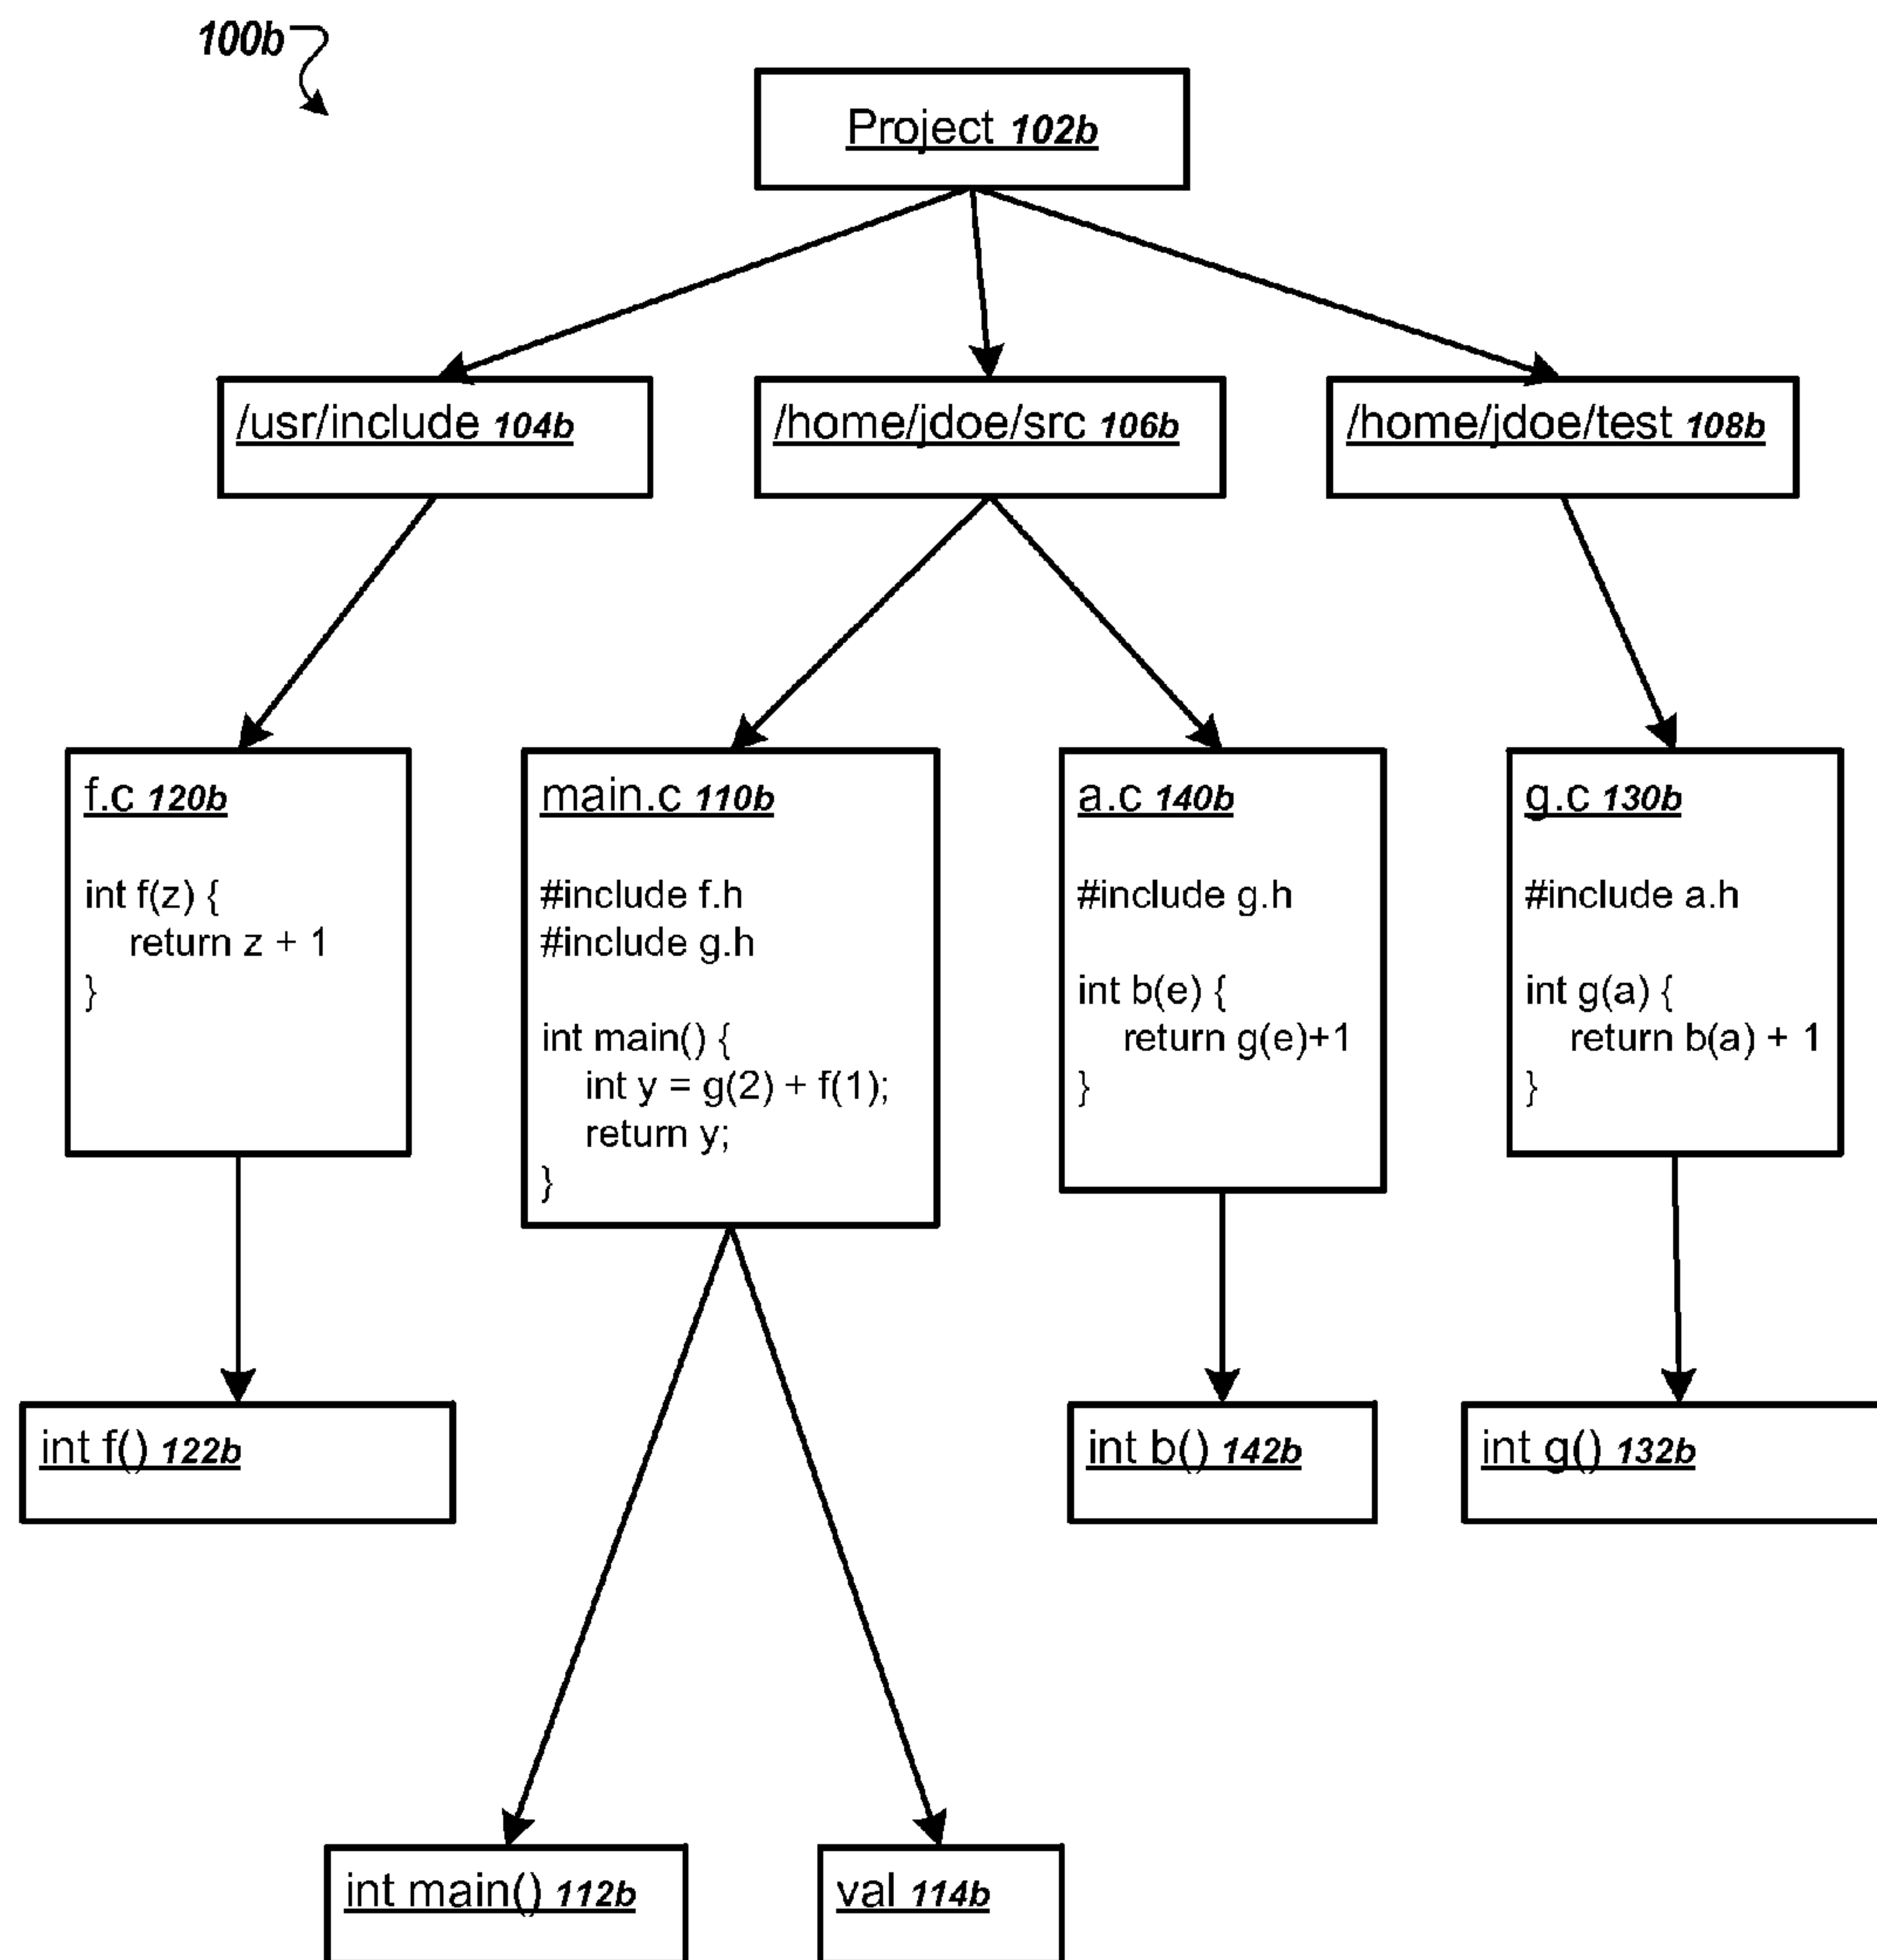 100b
Project 102b
/usr/include 104b
/home/jdoe/src 106b
/home/jdoe/test 108b
f.c 120b
int f(z) {
return z + 1
}
main.c 110b
#include f.h
#include g.h
int main() {
int y = g(2) + f(1);
return y;
}
a.c 140b
#include g.h
int b(e) {
return g(e)+1
}
g.c 130b
#include a.h
int g(a) {
return b(a) + 1
}
int f() 122b
int b() 142b
int g() 132b
int main() 112b
val 114b